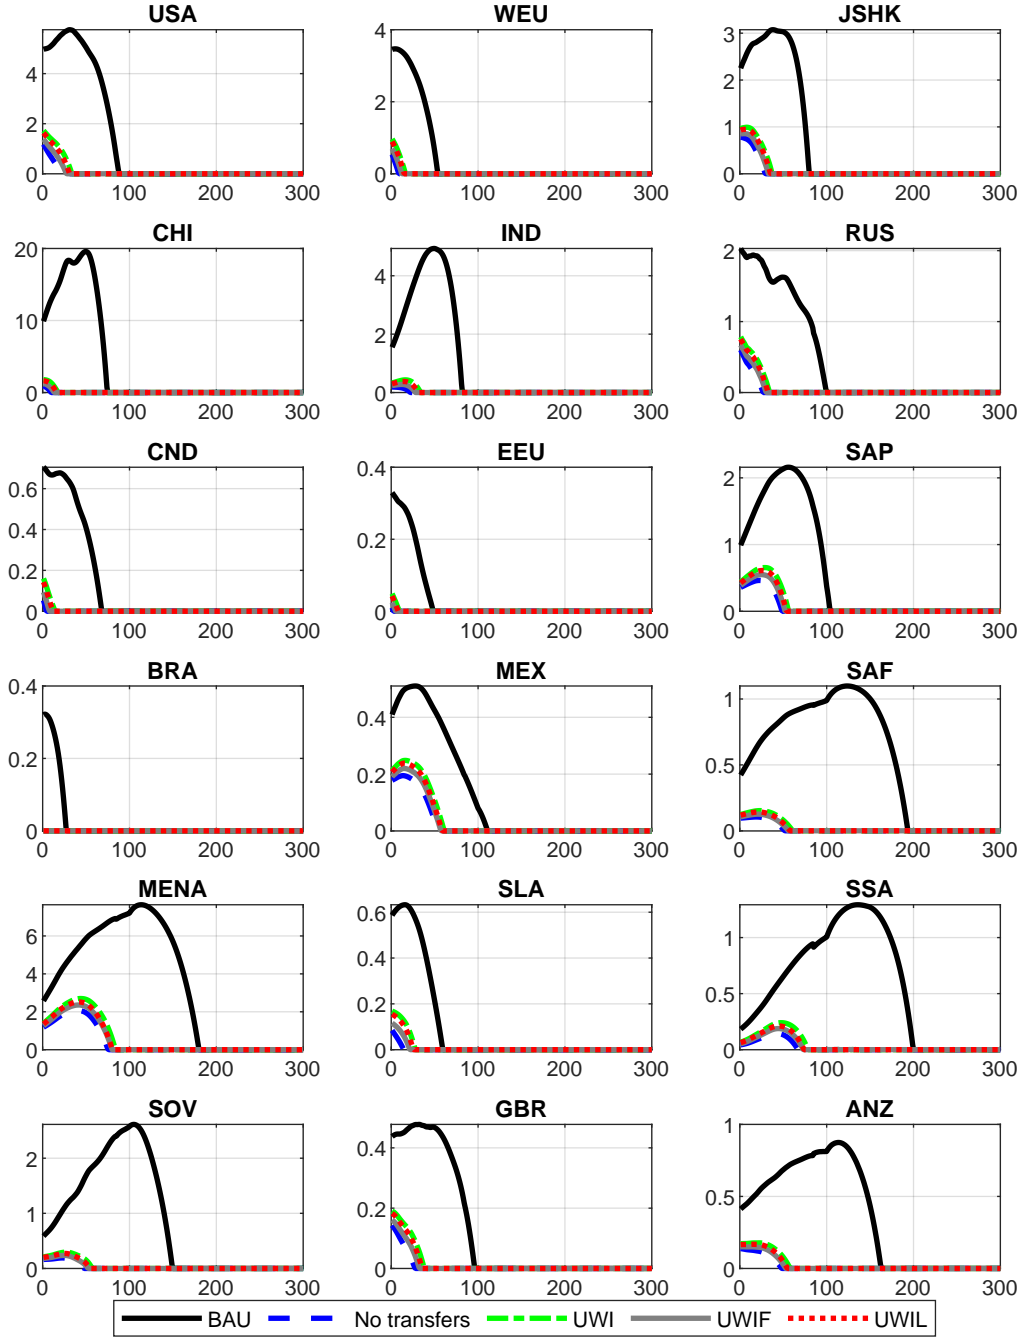 USA WEU JSHK
0 2 4 0 100 200 300
0 2 4 0 100 200 300
0 1 2 3 0 100 200 300
CHI IND RUS
0 10 20 0 100 200 300
0 2 4 0 100 200 300
0 1 2 0 100 200 300
CND EEU SAP
0 0.2 0.4 0.6 0 100 200 300
0 0.2 0.4 0 100 200 300
0 1 2 0 100 200 300
BRA MEX SAF
0 0.2 0.4 0 100 200 300
0 0.2 0.4 0 100 200 300
0 0.5 1 0 100 200 300
MENA SLA SSA
0 2 4 6 0 100 200 300
0 0.2 0.4 0.6 0 100 200 300
0 0.5 1 0 100 200 300
SOV GBR ANZ
0 1 2 0 100 200 300
0 0.2 0.4 0 100 200 300
0 0.5 1 0 100 200 300
BAU No transfers UWI UWIF UWIL